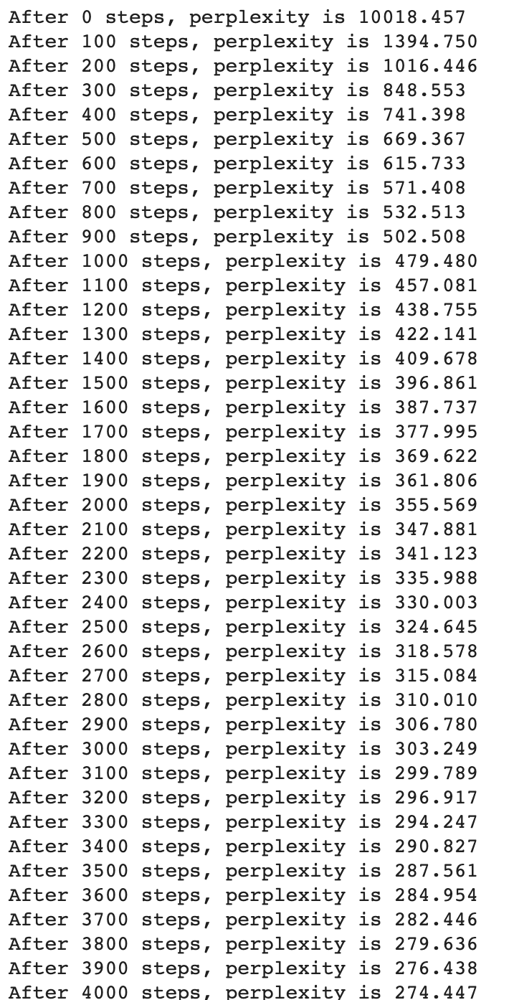 After 0 steps, perplexity is 10018.457
After 100 steps, perplexity is 1394.750
After 200 steps, perplexity is 1016.446
After 300 steps, perplexity is 848.553
After 400 steps, perplexity is 741.398
After 500 steps, perplexity is 669.367
After 600 steps, perplexity is 615.733
After 700 steps, perplexity is 571.408
After 800 steps, perplexity is 532.513
After 900 steps, perplexity is 502.508
After 1000 steps, perplexity is 479.480
After 1100 steps, perplexity is 457.081
After 1200 steps, perplexity is 438.755
After 1300 steps, perplexity is 422.141
After 1400 steps, perplexity is 409.678
After 1500 steps, perplexity is 396.861
After 1600 steps, perplexity is 387.737
After 1700 steps, perplexity is 377.995
After 1800 steps, perplexity is 369.622
After 1900 steps, perplexity is 361.806
After 2000 steps, perplexity is 355.569
After 2100 steps, perplexity is 347.881
After 2200 steps, perplexity is 341.123
After 2300 steps, perplexity is 335.988
After 2400 steps, perplexity is 330.003
After 2500 steps, perplexity is 324.645
After 2600 steps, perplexity is 318.578
After 2700 steps, perplexity is 315.084
After 2800 steps, perplexity is 310.010
After 2900 steps, perplexity is 306.780
After 3000 steps, perplexity is 303.249
After 3100 steps, perplexity is 299.789
After 3200 steps, perplexity is 296.917
After 3300 steps, perplexity is 294.247
After 3400 steps, perplexity is 290.827
After 3500 steps, perplexity is 287.561
After 3600 steps, perplexity is 284.954
After 3700 steps, perplexity is 282.446
After 3800 steps, perplexity is 279.636
After 3900 steps, perplexity is 276.438
After 4000 steps, perplexity is 274.447